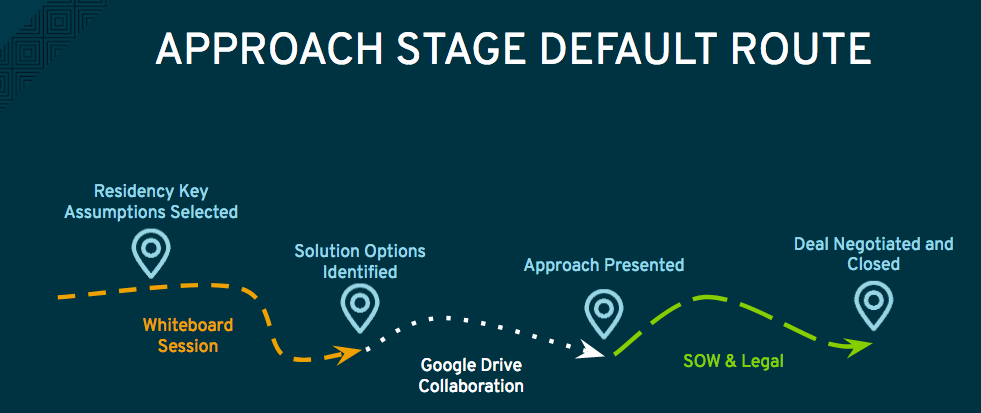 APPROACH STAGE DEFAULT ROUTE
Residency Key
Assumptions Selected
Whiteboard
Session
Solution Options
Identified
Google Drive
Collaboration
Approach Presented
SOW & Legal
Deal Negotiated and
Closed